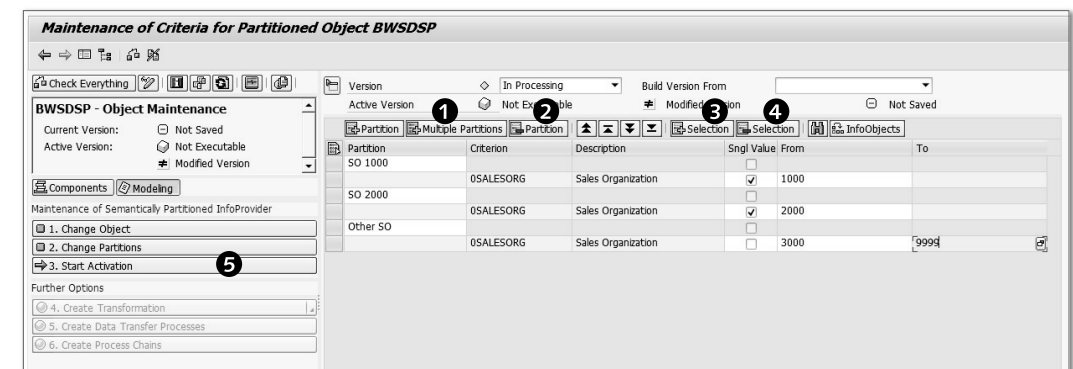 Maintenance of Criteria for Partitioned Object BWSDSP
Check Everything
BWSDSP - Object Maintenance
Current Version: Not Saved
Active Version: Not Executable
Modified Version
Components Modeling
Maintenance of Semantically Partitioned InfoProvider
1. Change Object
2. Change Partitions
3. Start Activation 5
Further Options
4. Create Transformation
5. Create Data Transfer Processes
6. Create Process Chains
Version In Processing Build Version From
Active Version Not Exe ble Modified ion Not Saved
1 2 3 4
Partition Multiple Partitions Partition Selection Selection InfoObjects
Partition Criterion Description Sngl Value From To
SO 1000
0SALESORG Sales Organization 1000
SO 2000
0SALESORG Sales Organization 2000
Other SO
0SALESORG Sales Organization 3000 9999